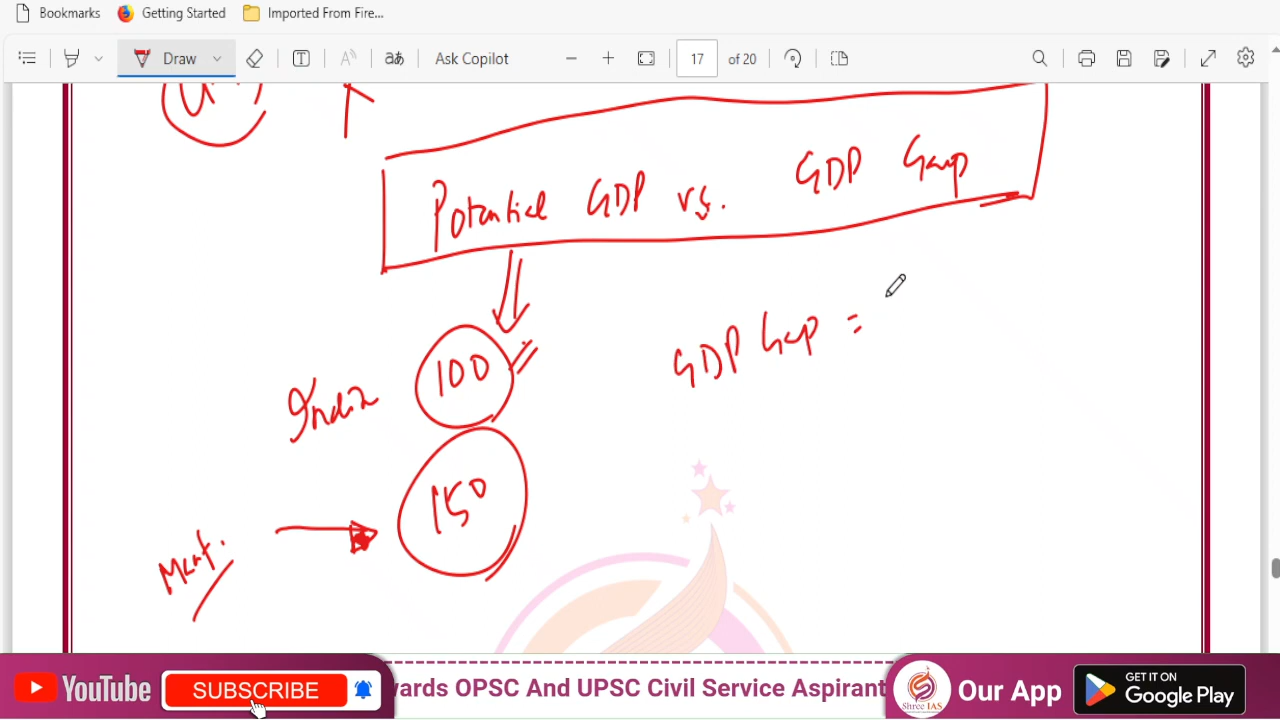 Bookmarks Getting Started Imported From Fire...
Draw Ask Copilot 17 of 20
Potential GDP vs. GDP Gap
GDP Gap =
India 100
150
YouTube SUBSCRIBE wards OPSC And UPSC Civil Service Aspirant Shree IAS Our App GET IT ON Google Play